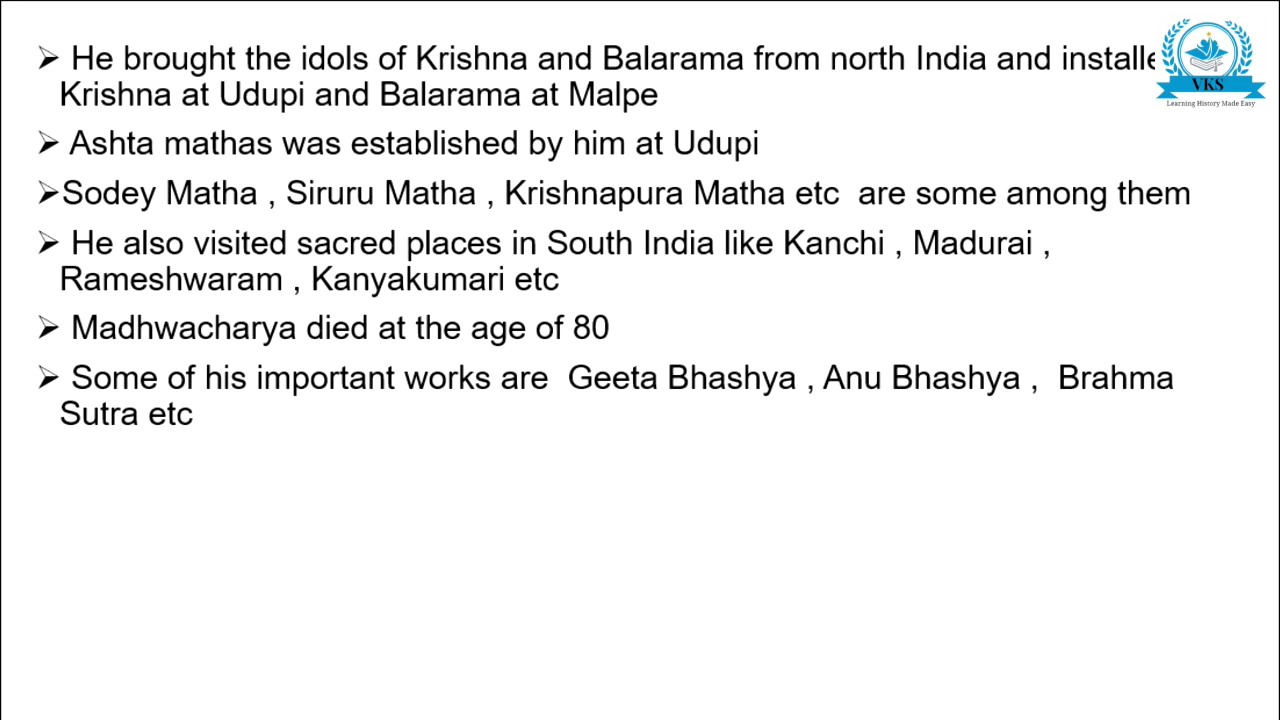 ➢ He brought the idols of Krishna and Balarama from north India and installe
Krishna at Udupi and Balarama at Malpe
➢ Ashta mathas was established by him at Udupi
➢Sodey Matha , Siruru Matha , Krishnapura Matha etc  are some among them
➢ He also visited sacred places in South India like Kanchi , Madurai ,
Rameshwaram , Kanyakumari etc
➢ Madhwacharya died at the age of 80
➢ Some of his important works are  Geeta Bhashya , Anu Bhashya ,  Brahma
Sutra etc
VKS
Learning History Made Easy